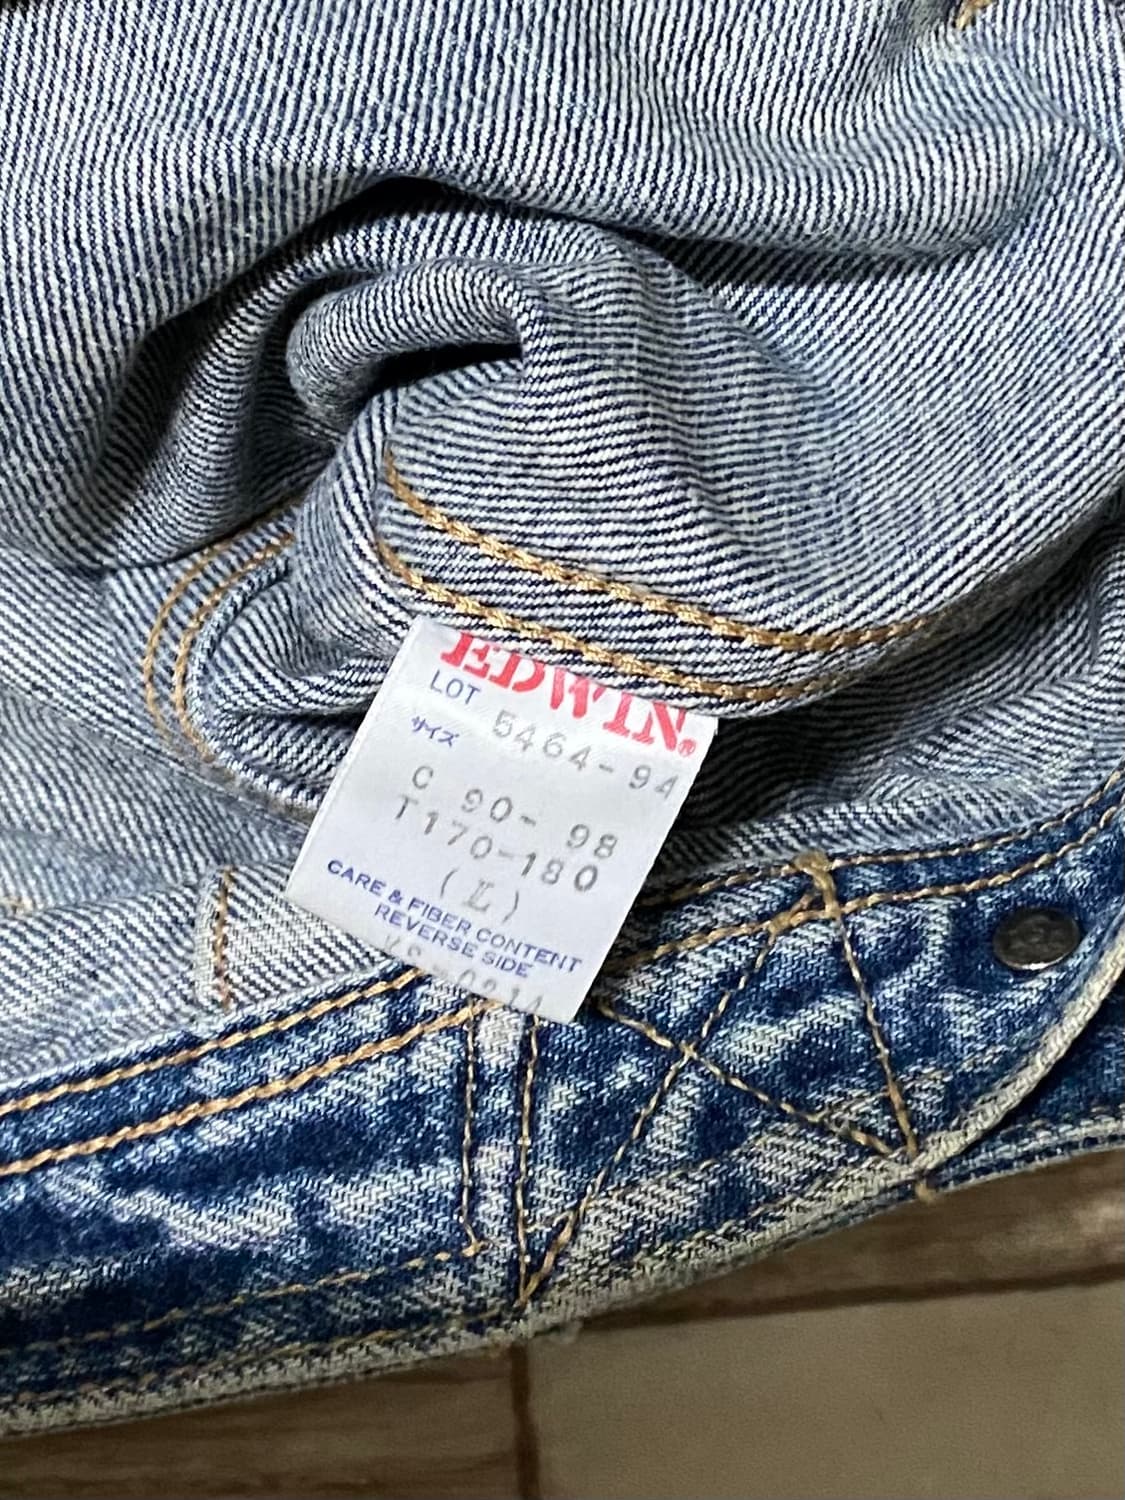 EDWIN®
LOT 5464-94
サイズ
C 90- 98
T170-180
(L)
CARE & FIBER CONTENT
REVERSE SIDE